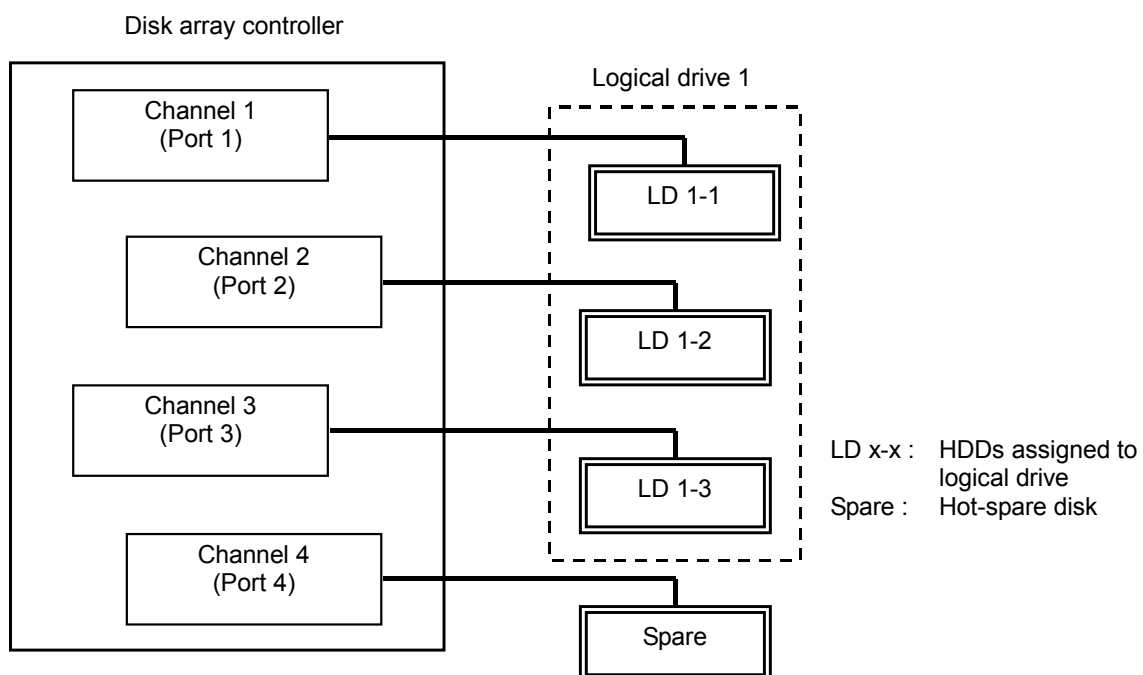 Disk array controller
Logical drive 1
Channel 1
(Port 1)
LD 1-1
Channel 2
(Port 2)
LD 1-2
Channel 3
(Port 3)
LD 1-3
LD x-x : HDDs assigned to
logical drive
Spare : Hot-spare disk
Channel 4
(Port 4)
Spare